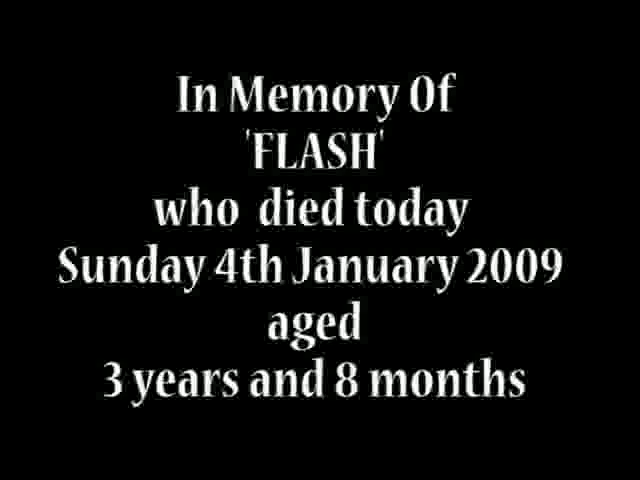 In Memory Of
'FLASH'
who died today
Sunday 4th January 2009
aged
3 years and 8 months